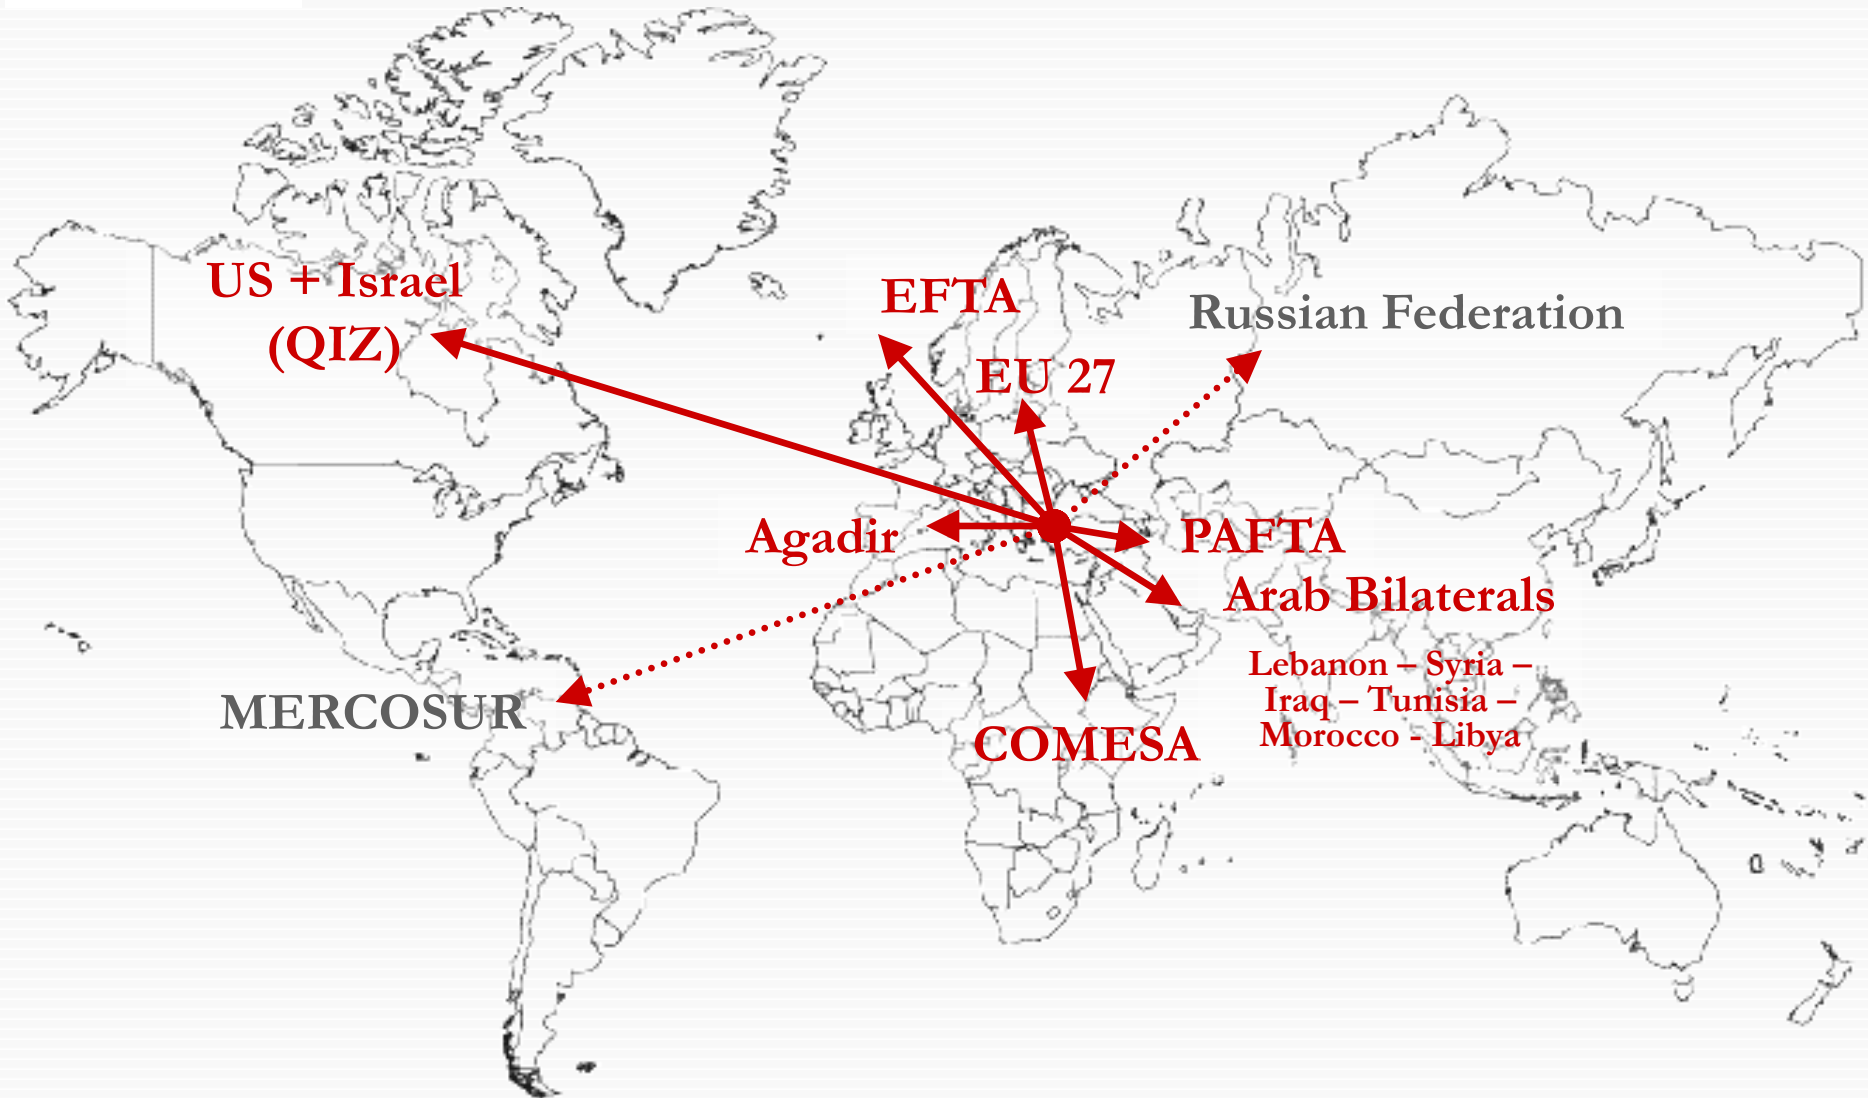 US + Israel
(QIZ)
EFTA
Russian Federation
EU 27
Agadir
PAFTA
Arab Bilaterals
Lebanon – Syria –
Iraq – Tunisia –
Morocco - Libya
MERCOSUR
COMESA